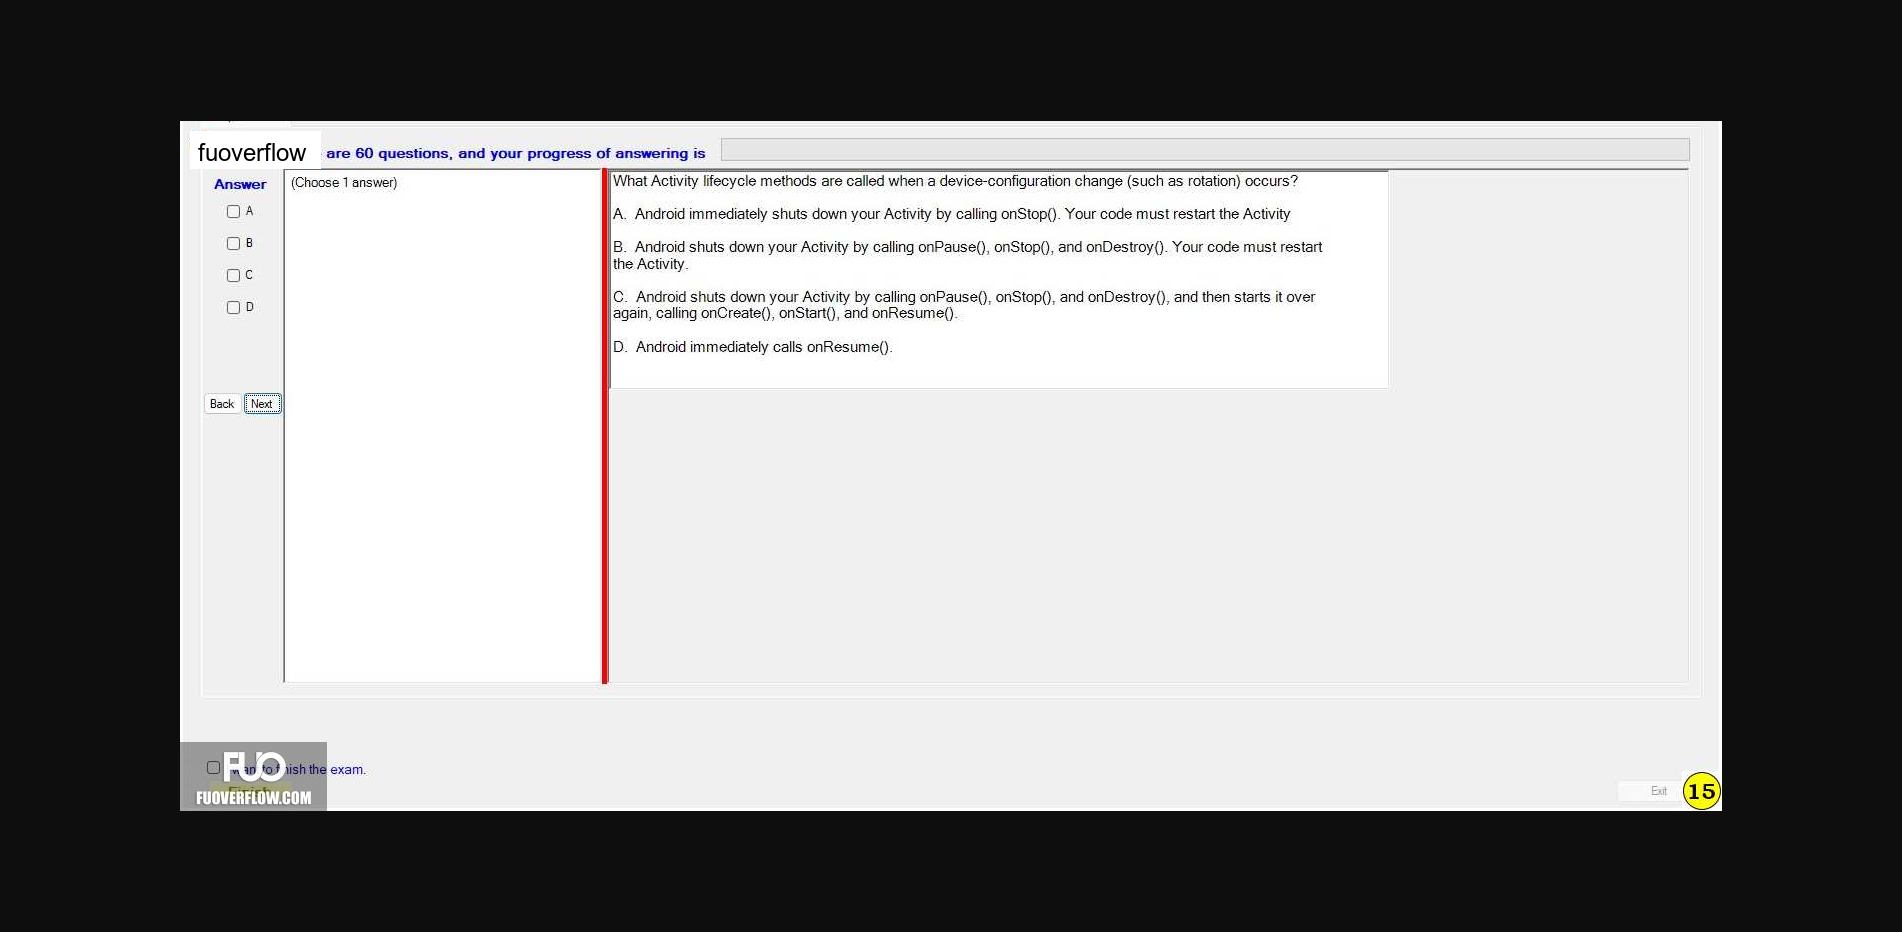 fuoverflow are 60 questions, and your progress of answering is
Answer
A
B
C
D
Back Next
(Choose 1 answer)
What Activity lifecycle methods are called when a device-configuration change (such as rotation) occurs?
A. Android immediately shuts down your Activity by calling onStop(). Your code must restart the Activity
B. Android shuts down your Activity by calling onPause(), onStop(), and onDestroy(). Your code must restart
the Activity.
C. Android shuts down your Activity by calling onPause(), onStop(), and onDestroy(), and then starts it over
again, calling onCreate(), onStart(), and onResume().
D. Android immediately calls onResume().
FUO
want to finish the exam.
Finish
FUOVERFLOW.COM
Exit
15